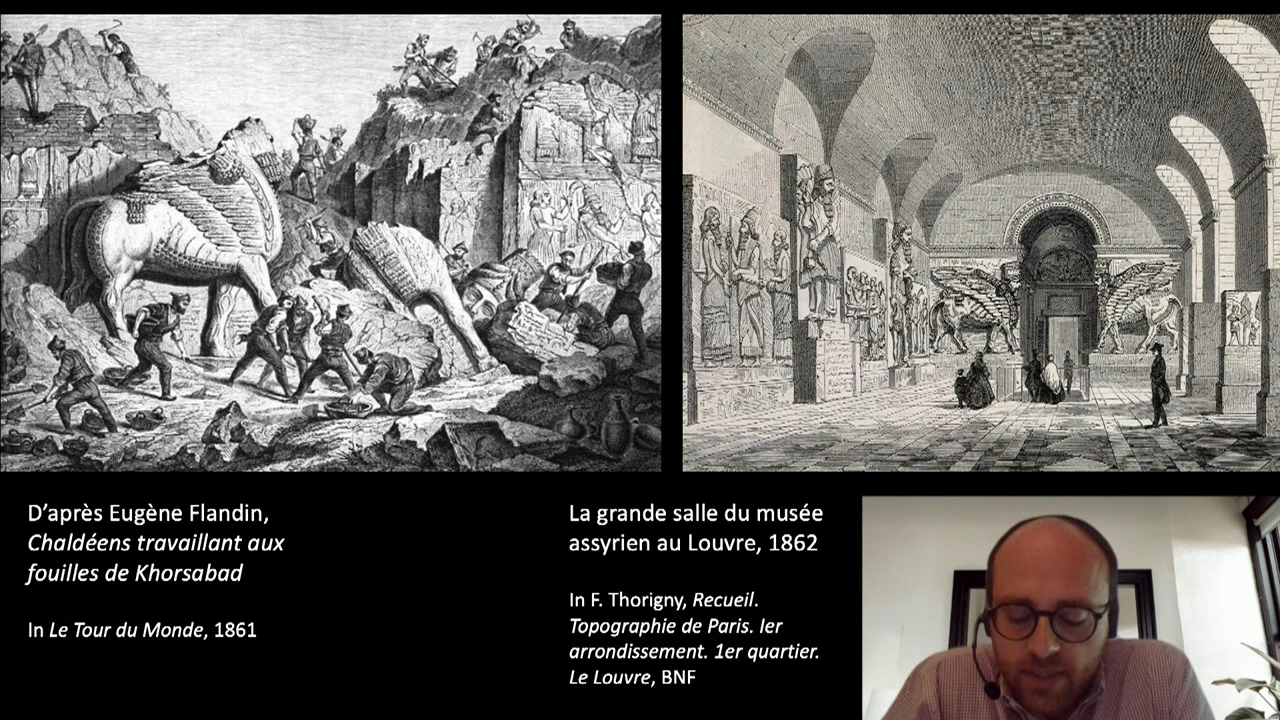 D’après Eugène Flandin,
Chaldéens travaillant aux
fouilles de Khorsabad
In Le Tour du Monde, 1861
La grande salle du musée
assyrien au Louvre, 1862
In F. Thorigny, Recueil.
Topographie de Paris. Ier
arrondissement. 1er quartier.
Le Louvre, BNF